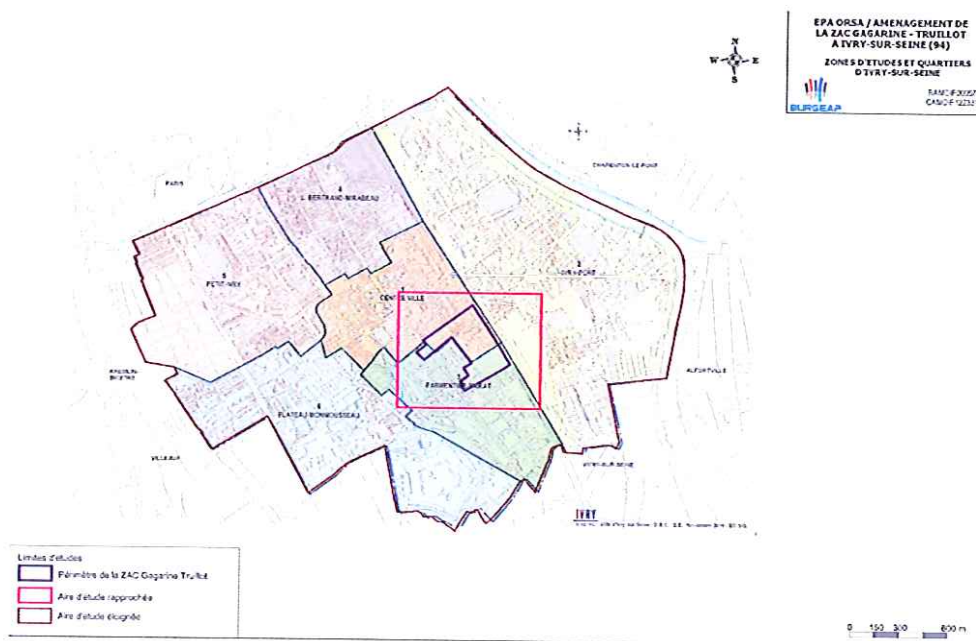 EPA ORSA / AMENAGEMENT DE
LA ZAC GAGARINE - TRUILLOT
A IVRY-SUR-SEINE (94)
ZONES D'ETUDES ET QUARTIERS
D'IVRY-SUR-SEINE
BURGEAP
N
W E
S
CHARENTON-LE-PONT
PARIS
4
L. BERTRAND-MIRABEAU
5
PETIT-IVRY
2
IVRY-PORT
CENTRE VILLE
ALFORTVILLE
PARMENTIER
6
PLATEAU-MONMOUSSEAU
VILLEJUIF
VITRY-SUR-SEINE
IVRY
Limites d'études
Périmètre de la ZAC Gagarine Truillot
Aire d'étude rapprochée
Aire d'étude éloignée
0 150 300 600 m